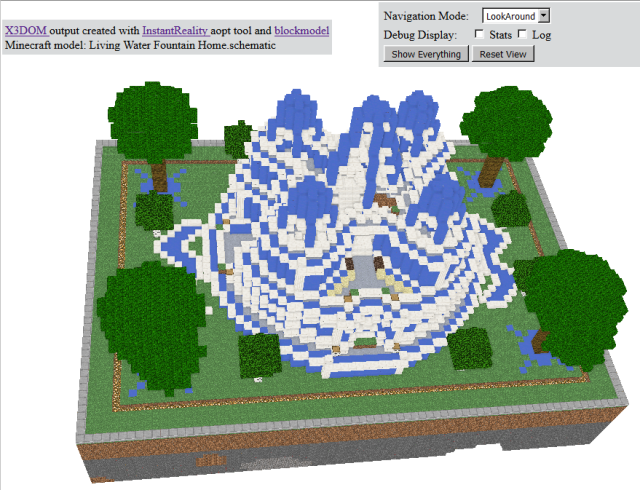 X3DOM output created with InstantReality aopt tool and blockmodel
Minecraft model: Living Water Fountain Home.schematic
Navigation Mode: LookAround
Debug Display: Stats Log
Show Everything Reset View